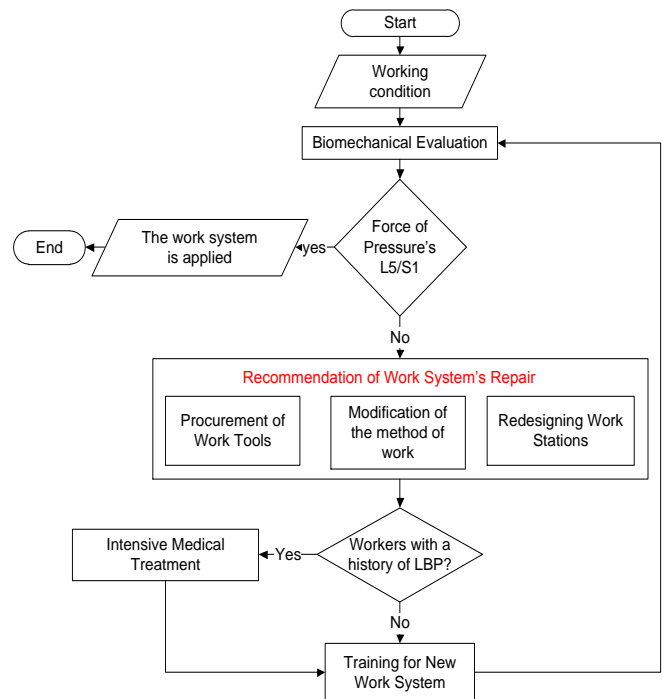 Start
Working
condition
Biomechanical Evaluation
Force of
Pressure's
L5/S1
yes
The work system
is applied
End
No
Recommendation of Work System's Repair
Procurement of
Work Tools
Modification of
the method of
work
Redesigning Work
Stations
Workers with a
history of LBP?
Yes
Intensive Medical
Treatment
No
Training for New
Work System